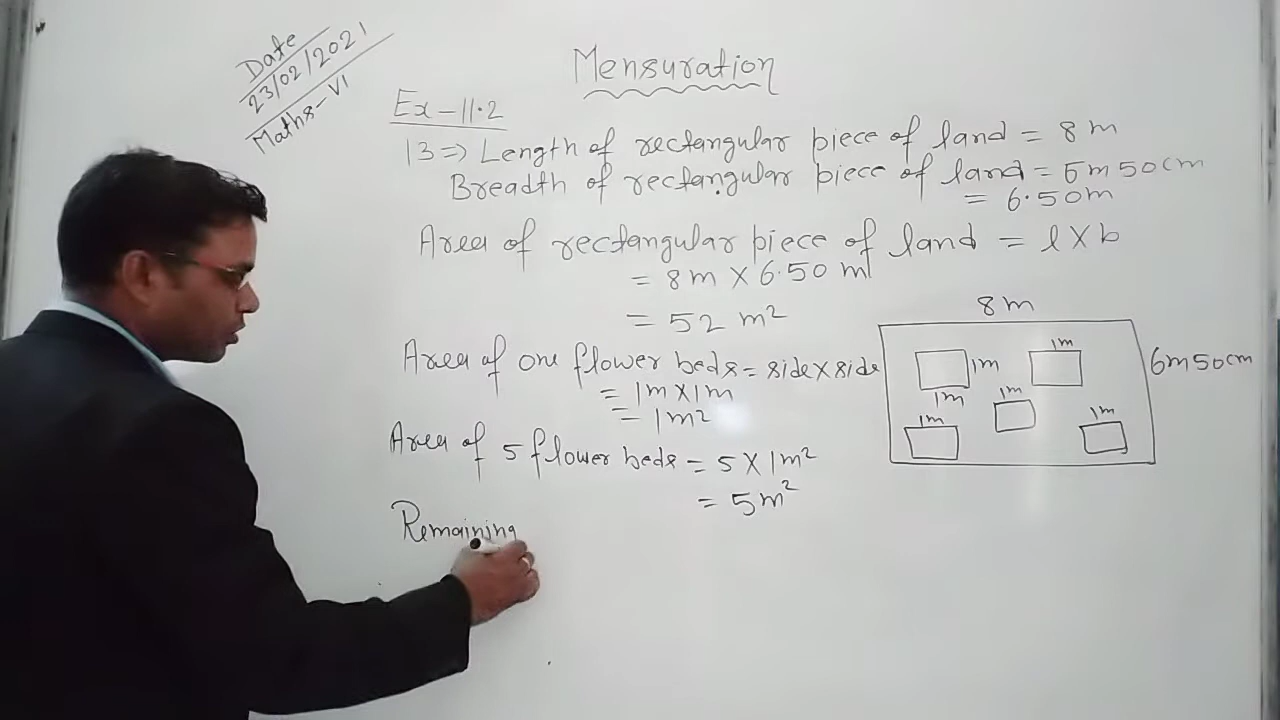 Date
23/02/2021
Maths-VI
Mensuration
Ex-11.2
13 => Length of rectangular piece of land = 8 m
Breadth of rectangular piece of land = 6m 50cm
= 6.50m
Area of rectangular piece of land = l X b
= 8m X 6.50 m
= 52 m²
Area of one flower beds = side X side
= 1m X 1m
= 1m²
Area of 5 flower beds = 5 X 1m²
= 5m²
Remaining
8 m
6m 50cm
1m
1m
1m
1m
1m
1m